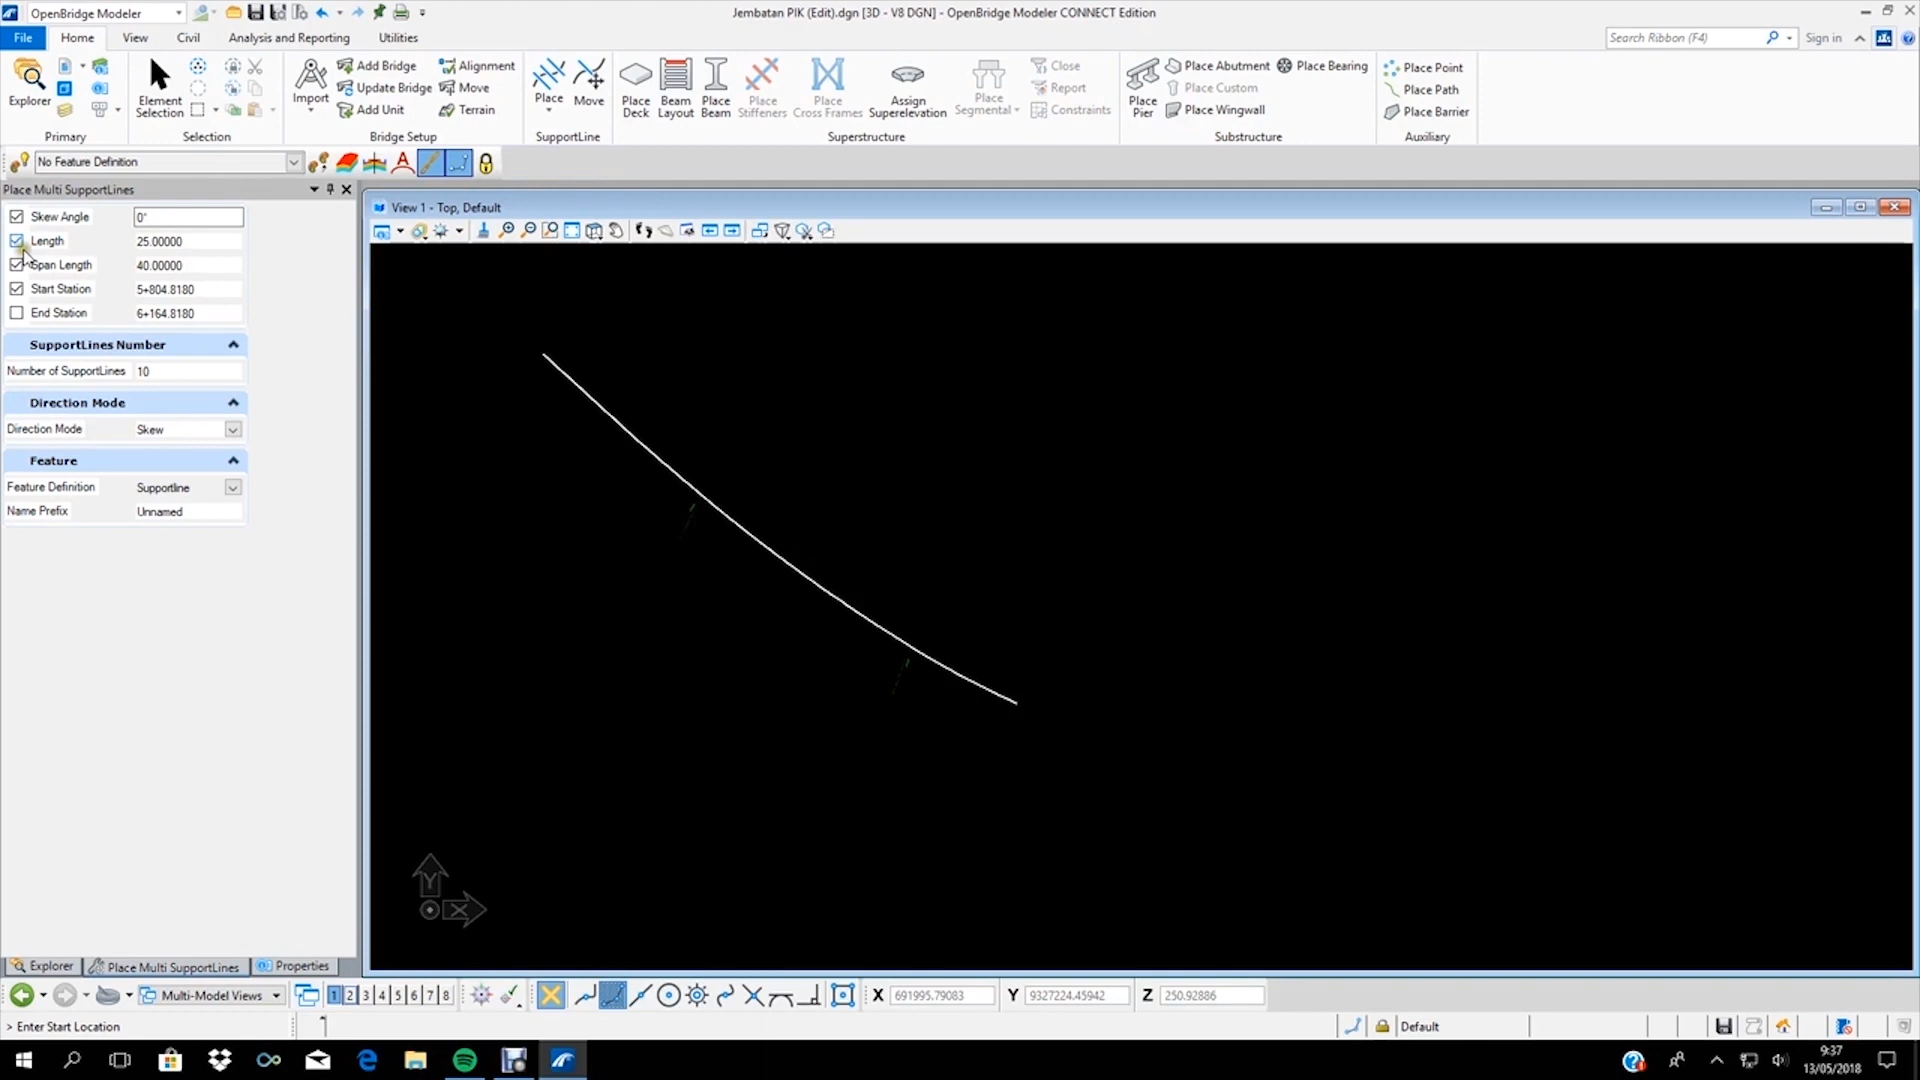 OpenBridge Modeler
Jembatan PIK (Edit).dgn [3D - V8 DGN] - OpenBridge Modeler CONNECT Edition
File Home View Civil Analysis and Reporting Utilities
Search Ribbon (F4)
Sign in
Explorer
Primary
Element Selection
Selection
Import
Add Bridge
Update Bridge
Add Unit
Alignment
Move
Terrain
Bridge Setup
Place
Move
SupportLine
Place Deck
Beam Layout
Place Beam
Place Stiffeners
Place Cross Frames
Assign Superelevation
Place Segmental
Close
Report
Constraints
Superstructure
Place Pier
Place Abutment
Place Custom
Place Wingwall
Place Bearing
Substructure
Place Point
Place Path
Place Barrier
Auxiliary
No Feature Definition
Place Multi SupportLines
Skew Angle 0°
Length 25.00000
Span Length 40.00000
Start Station 5+804.8180
End Station 6+164.8180
SupportLines Number
Number of SupportLines 10
Direction Mode
Direction Mode Skew
Feature
Feature Definition Supportline
Name Prefix Unnamed
View 1 - Top, Default
Y
X
Explorer Place Multi SupportLines Properties
Multi-Model Views
1 2 3 4 5 6 7 8
X 691995.79083 Y 9327224.45942 Z 250.92886
> Enter Start Location
Default
9:37
13/05/2018